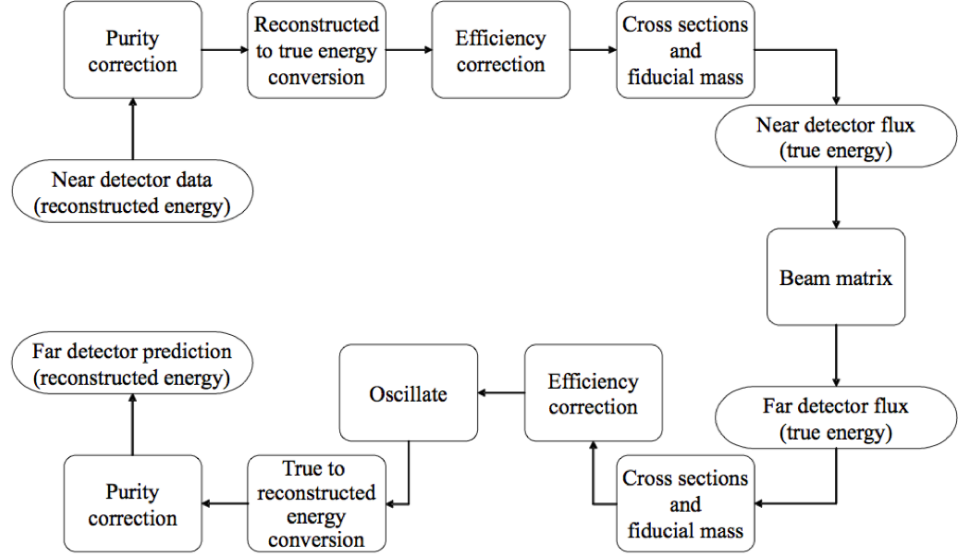 Purity
correction
Reconstructed
to true energy
conversion
Efficiency
correction
Cross sections
and
fiducial mass
Near detector flux
(true energy)
Near detector data
(reconstructed energy)
Beam matrix
Far detector prediction
(reconstructed energy)
Oscillate
Efficiency
correction
Far detector flux
(true energy)
Purity
correction
True to
reconstructed
energy
conversion
Cross sections
and
fiducial mass